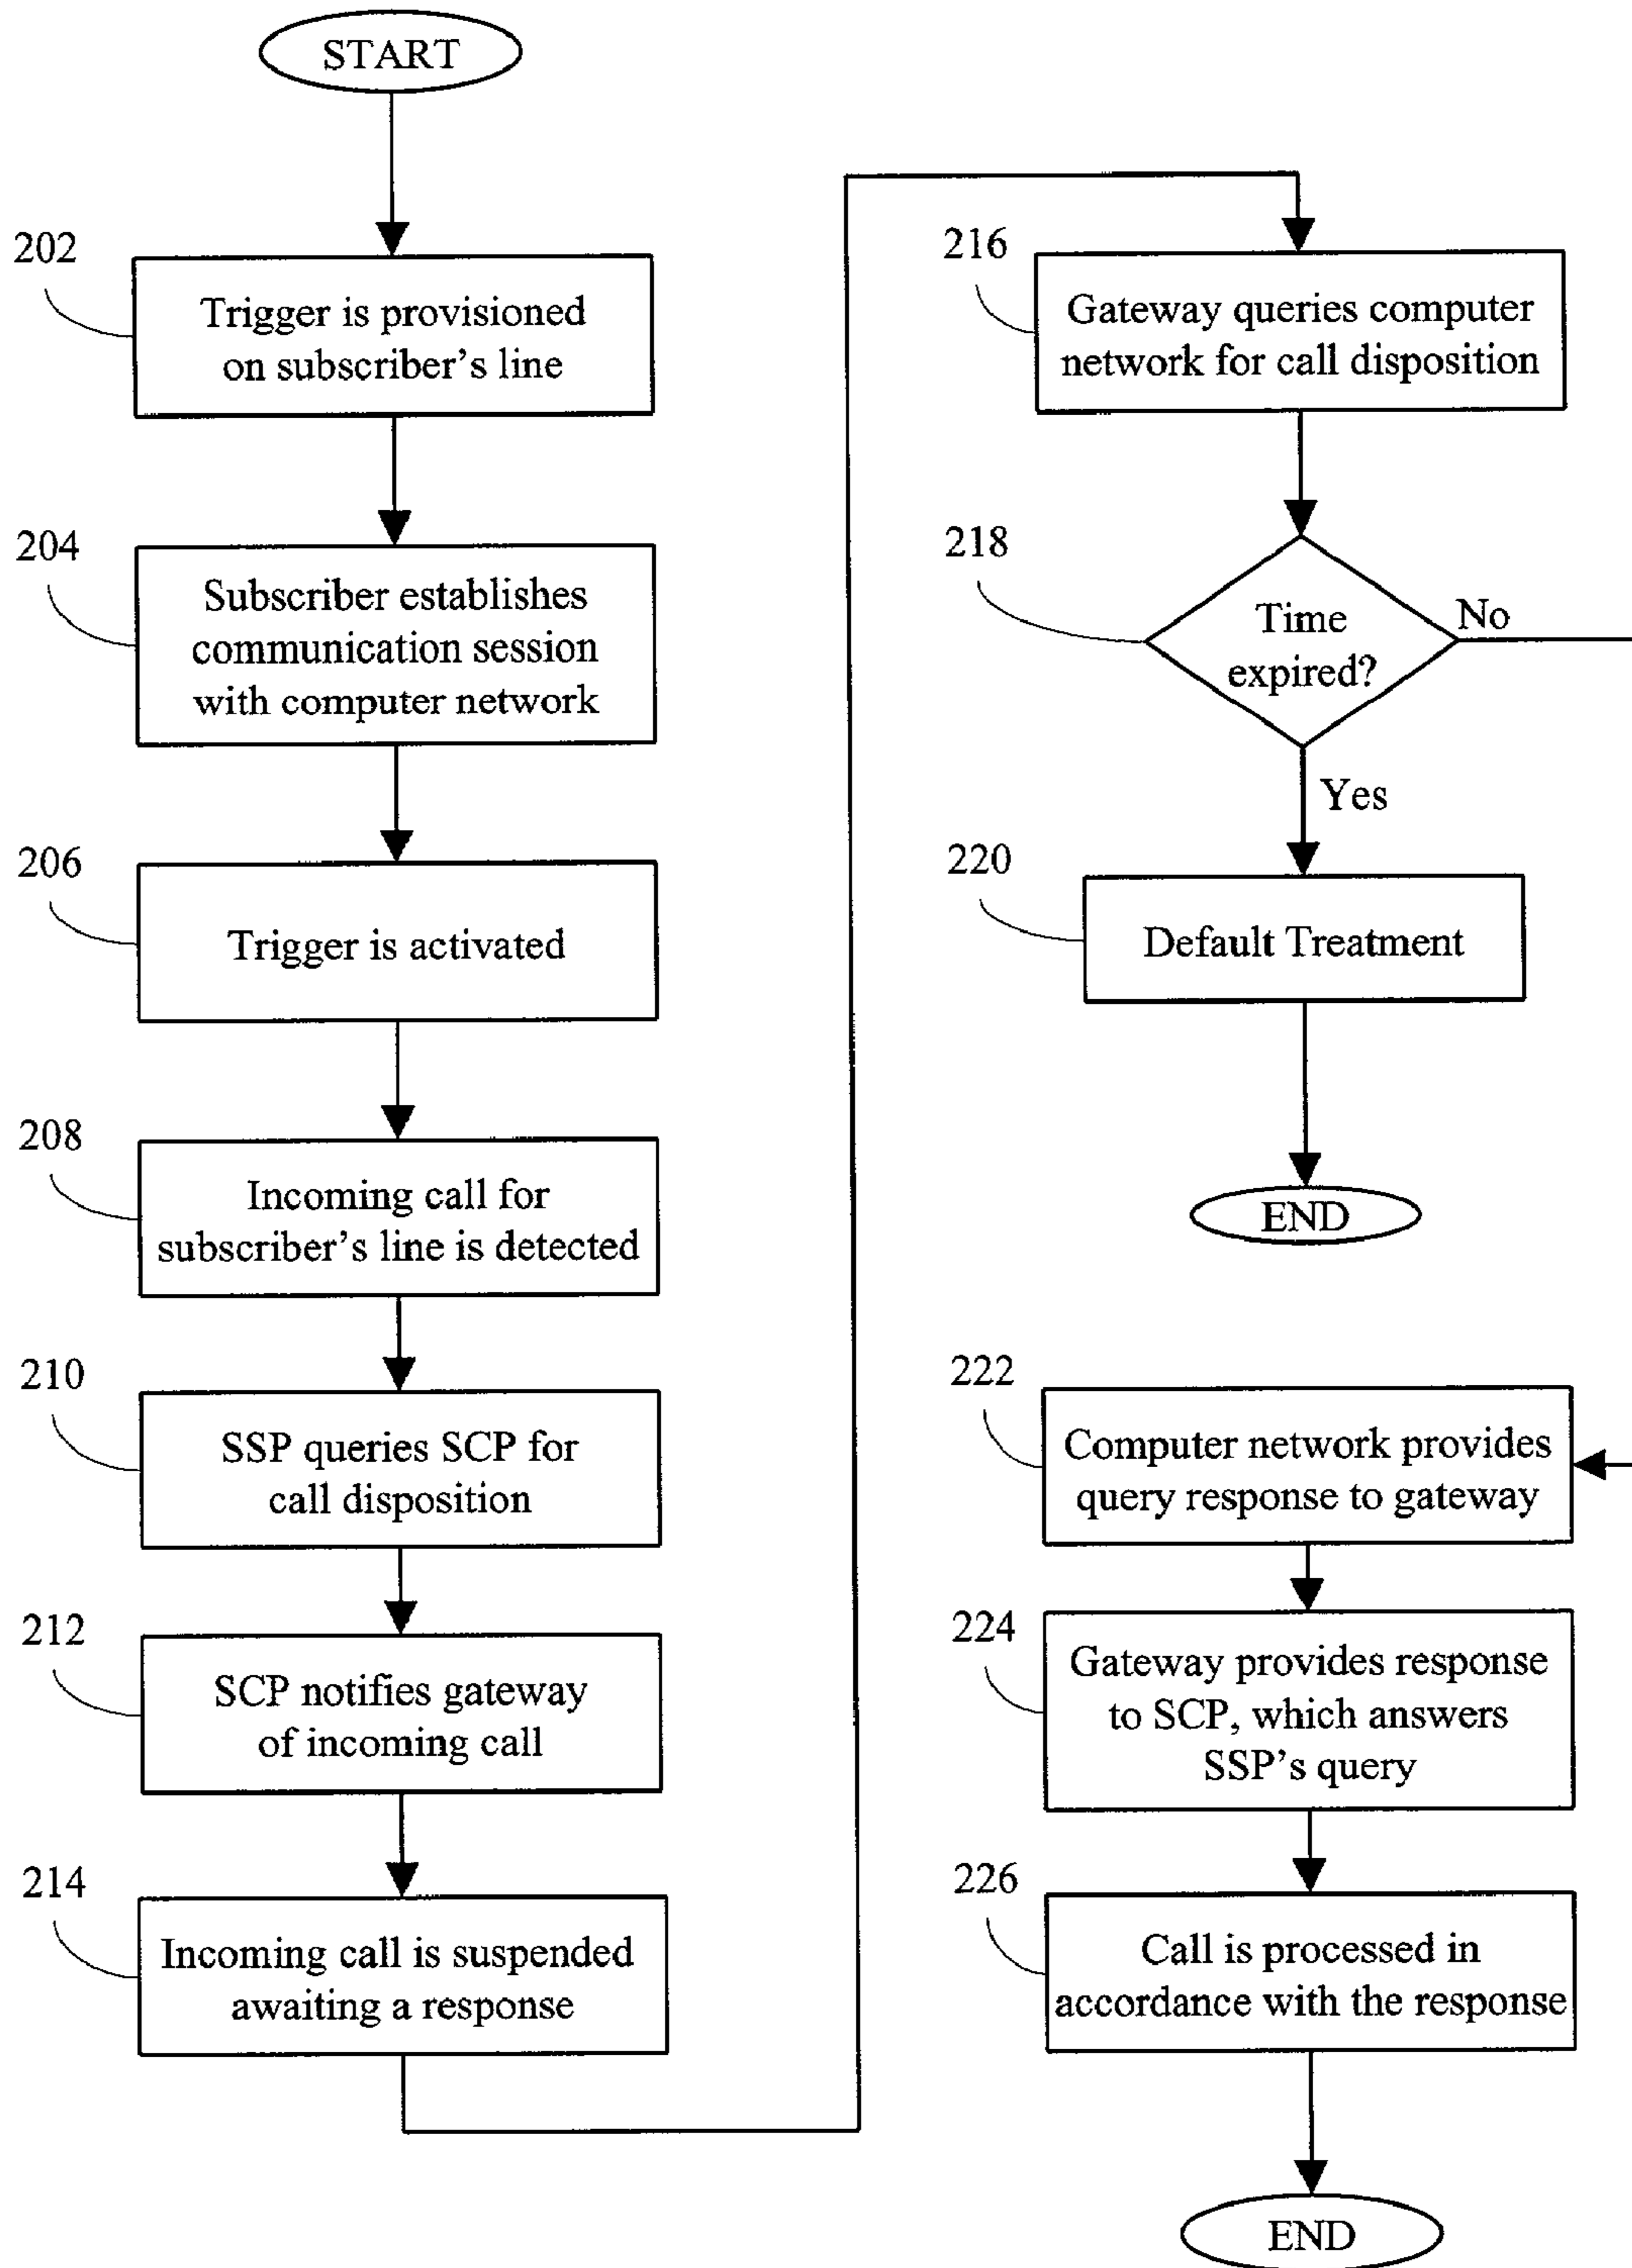 START
202
Trigger is provisioned
on subscriber's line
204
Subscriber establishes
communication session
with computer network
206
Trigger is activated
208
Incoming call for
subscriber's line is detected
210
SSP queries SCP for
call disposition
212
SCP notifies gateway
of incoming call
214
Incoming call is suspended
awaiting a response
216
Gateway queries computer
network for call disposition
218
Time
expired?
No
Yes
220
Default Treatment
END
222
Computer network provides
query response to gateway
224
Gateway provides response
to SCP, which answers
SSP's query
226
Call is processed in
accordance with the response
END